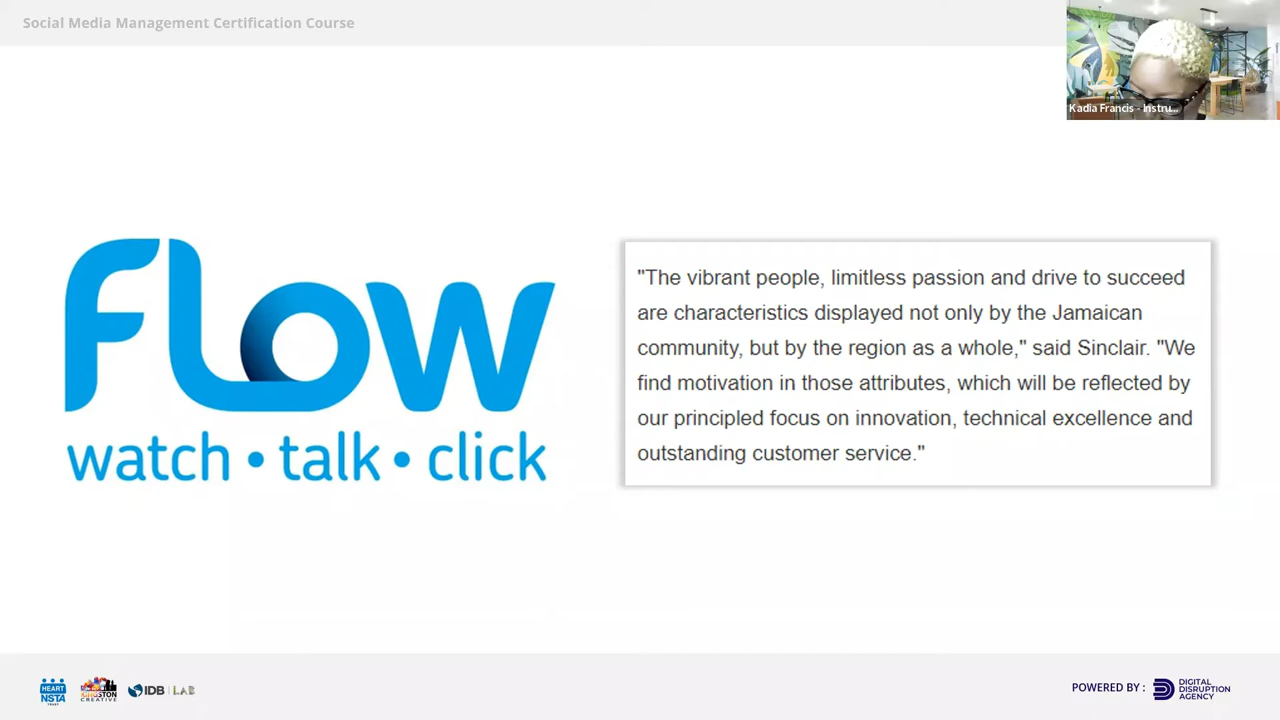 Social Media Management Certification Course
Kadia Francis - Instru...
FLOW
watch • talk • click
"The vibrant people, limitless passion and drive to succeed
are characteristics displayed not only by the Jamaican
community, but by the region as a whole," said Sinclair. "We
find motivation in those attributes, which will be reflected by
our principled focus on innovation, technical excellence and
outstanding customer service."
HEART
NSTA
TRUST
KINGSTON
CREATIVE
IDB | LAB
POWERED BY :
DIGITAL
DISRUPTION
AGENCY